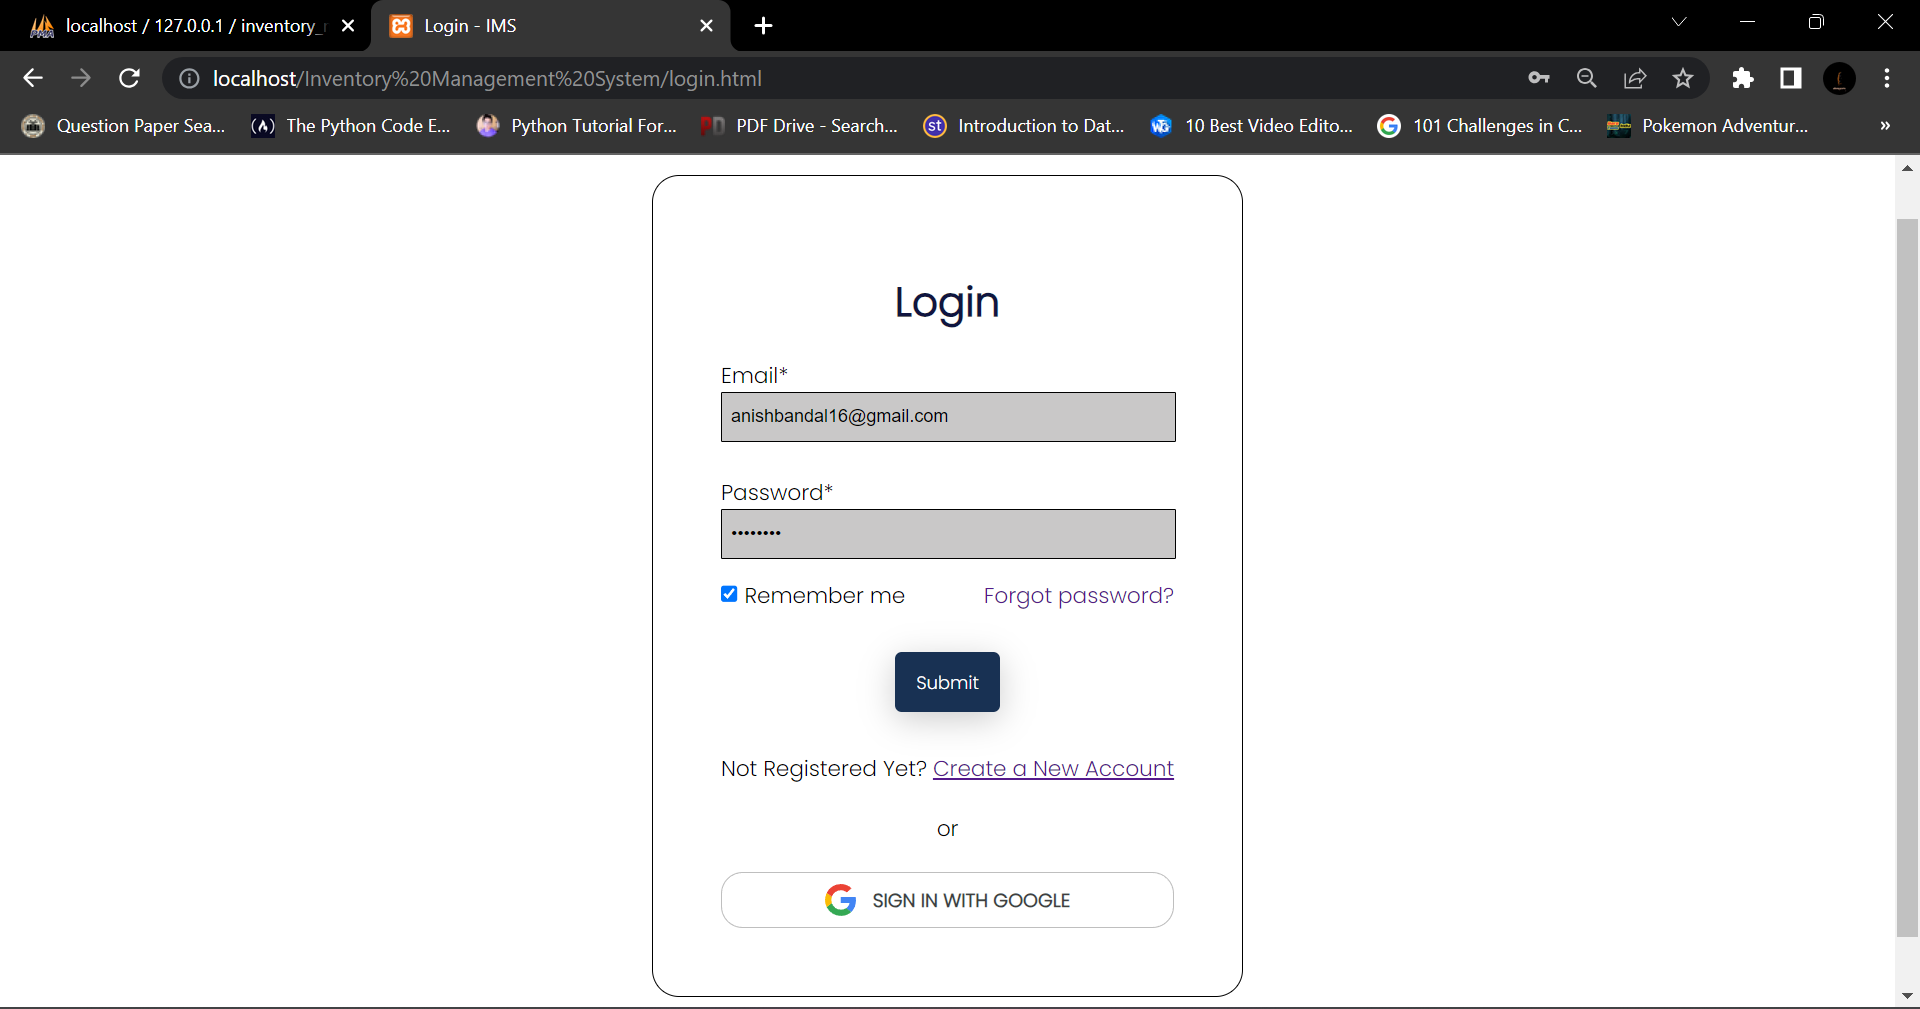 localhost / 127.0.0.1 / inventory_
Login - IMS
localhost/Inventory%20Management%20System/login.html
Question Paper Sea...
The Python Code E...
Python Tutorial For...
PDF Drive - Search...
Introduction to Dat...
10 Best Video Edito...
101 Challenges in C...
Pokemon Adventur...
»
Login
Email*
anishbandal16@gmail.com
Password*
••••••••
Remember me
Forgot password?
Submit
Not Registered Yet? Create a New Account
or
SIGN IN WITH GOOGLE